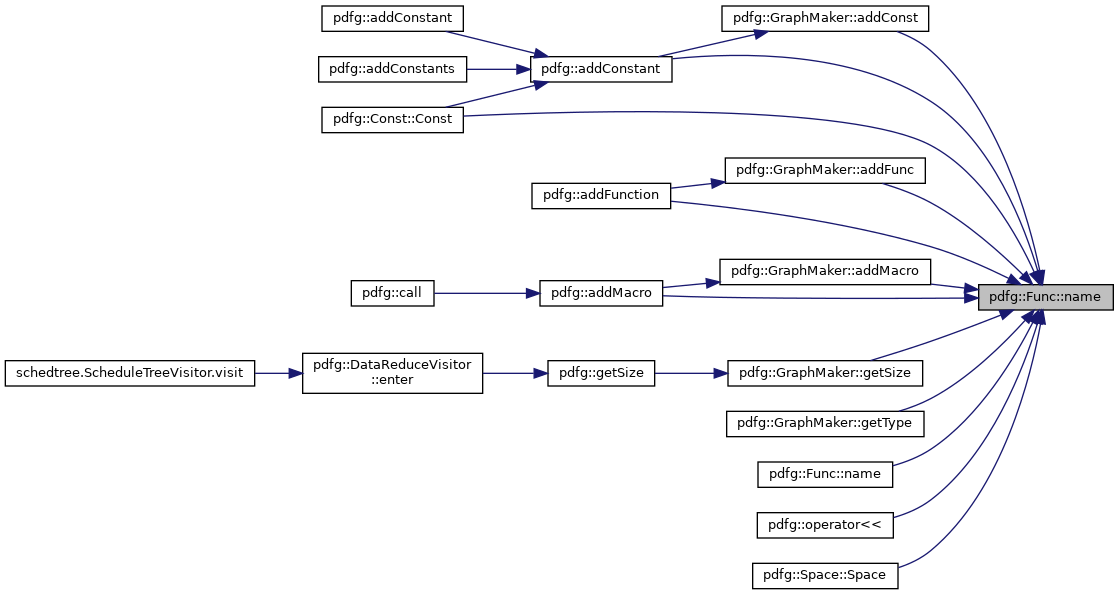 pdfg::addConstant
pdfg::GraphMaker::addConst
pdfg::addConstants
pdfg::addConstant
pdfg::Const::Const
pdfg::GraphMaker::addFunc
pdfg::addFunction
pdfg::GraphMaker::addMacro
pdfg::call
pdfg::addMacro
pdfg::Func::name
schedtree.ScheduleTreeVisitor.visit
pdfg::DataReduceVisitor
::enter
pdfg::getSize
pdfg::GraphMaker::getSize
pdfg::GraphMaker::getType
pdfg::Func::name
pdfg::operator<<
pdfg::Space::Space